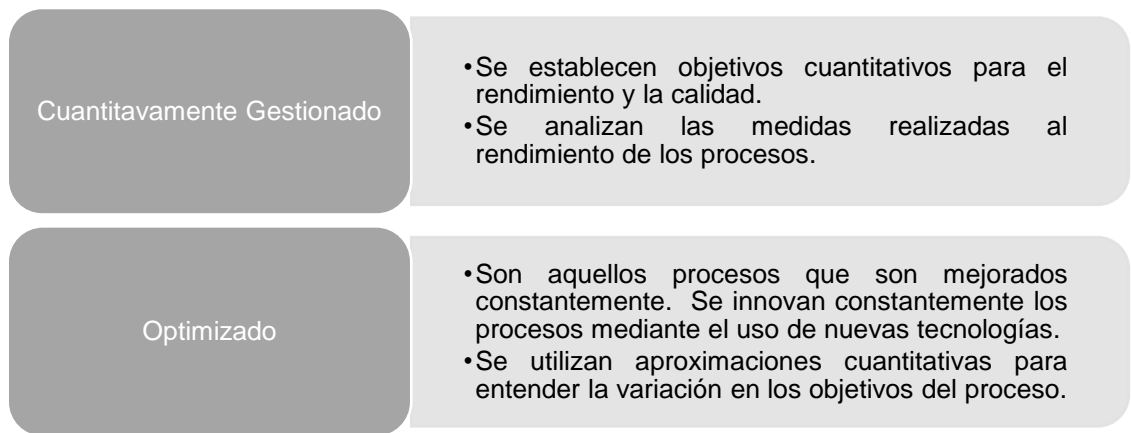 Cuantitavamente Gestionado
•Se establecen objetivos cuantitativos para el
rendimiento y la calidad.
•Se analizan las medidas realizadas al
rendimiento de los procesos.
Optimizado
•Son aquellos procesos que son mejorados
constantemente. Se innovan constantemente los
procesos mediante el uso de nuevas tecnologías.
•Se utilizan aproximaciones cuantitativas para
entender la variación en los objetivos del proceso.